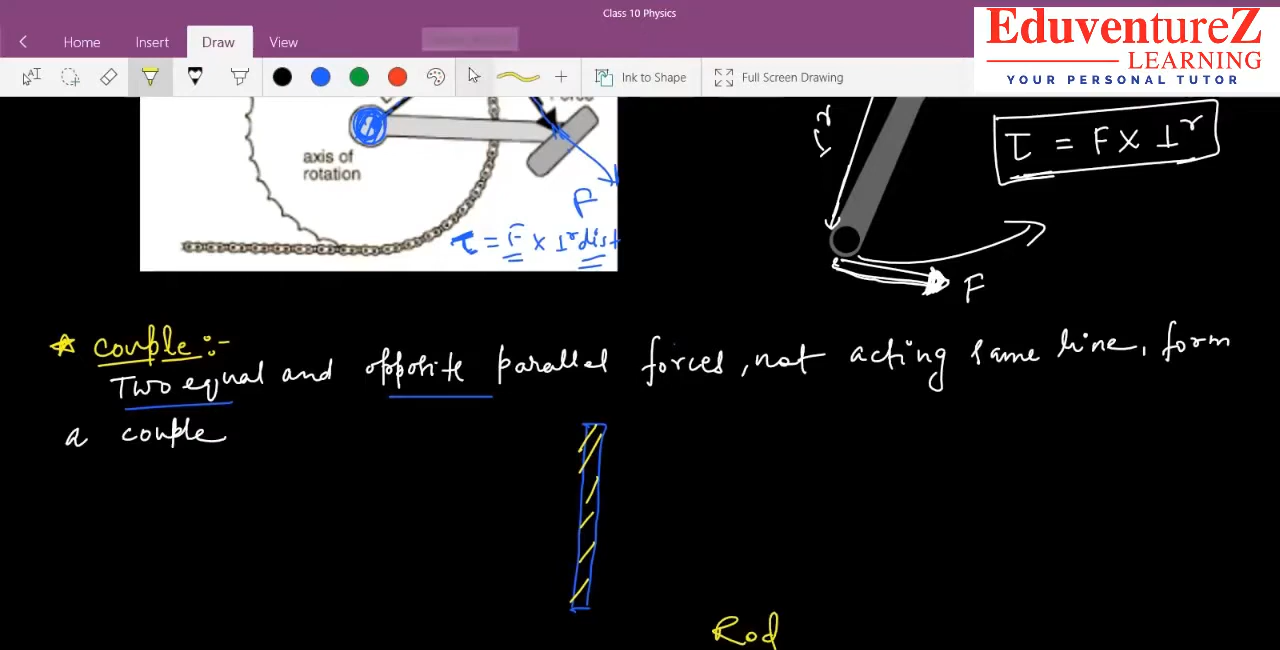 Class 10 Physics
EduventureZ
LEARNING
YOUR PERSONAL TUTOR
Home Insert Draw View
Ink to Shape Full Screen Drawing
axis of
rotation
F
τ = F × ⊥r dist
⊥r
τ = F × ⊥r
F
* Couple:-
Two equal and opposite parallel forces, not acting same line, form
a couple
Rod